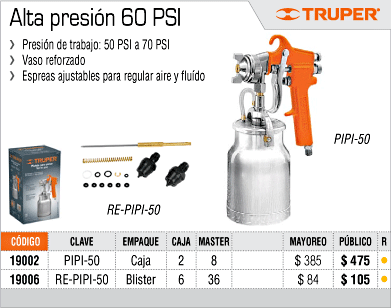 Alta presión 60 PSI
TRUPER
› Presión de trabajo: 50 PSI a 70 PSI
› Vaso reforzado
› Espreas ajustables para regular aire y fluído
PIPI-50
TRUPER
RE-PIPI-50
CÓDIGO CLAVE EMPAQUE CAJA MASTER MAYOREO PÚBLICO R
19002 PIPI-50 Caja 2 8 $ 385 $ 475
19006 RE-PIPI-50 Blister 6 36 $ 84 $ 105